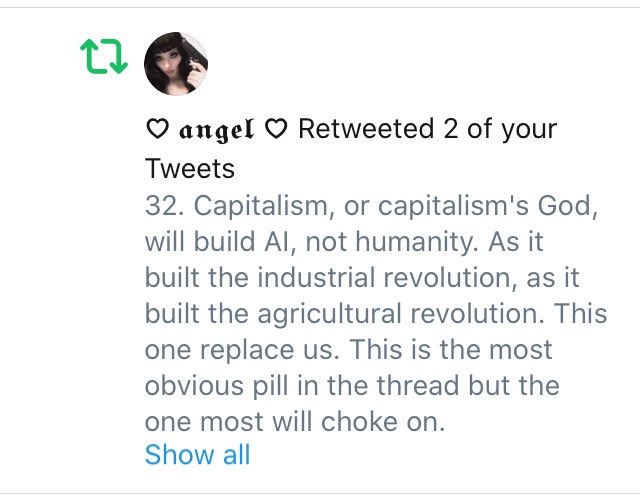 ♡ 𝖆𝖓𝖌𝖊𝖑 ♡ Retweeted 2 of your
Tweets
32. Capitalism, or capitalism's God,
will build AI, not humanity. As it
built the industrial revolution, as it
built the agricultural revolution. This
one replace us. This is the most
obvious pill in the thread but the
one most will choke on.
Show all